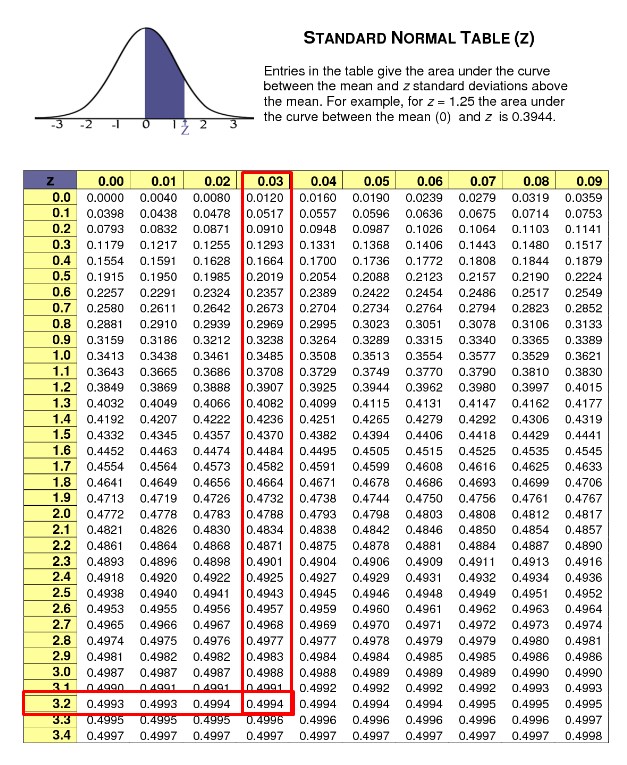 STANDARD NORMAL TABLE (Z)
Entries in the table give the area under the curve
between the mean and z standard deviations above
the mean. For example, for z = 1.25 the area under
the curve between the mean (0) and z is 0.3944.
-3 -2 -1 0 1 2 3
Z
Z 0.00 0.01 0.02 0.03 0.04 0.05 0.06 0.07 0.08 0.09
0.0 0.0000 0.0040 0.0080 0.0120 0.0160 0.0190 0.0239 0.0279 0.0319 0.0359
0.1 0.0398 0.0438 0.0478 0.0517 0.0557 0.0596 0.0636 0.0675 0.0714 0.0753
0.2 0.0793 0.0832 0.0871 0.0910 0.0948 0.0987 0.1026 0.1064 0.1103 0.1141
0.3 0.1179 0.1217 0.1255 0.1293 0.1331 0.1368 0.1406 0.1443 0.1480 0.1517
0.4 0.1554 0.1591 0.1628 0.1664 0.1700 0.1736 0.1772 0.1808 0.1844 0.1879
0.5 0.1915 0.1950 0.1985 0.2019 0.2054 0.2088 0.2123 0.2157 0.2190 0.2224
0.6 0.2257 0.2291 0.2324 0.2357 0.2389 0.2422 0.2454 0.2486 0.2517 0.2549
0.7 0.2580 0.2611 0.2642 0.2673 0.2704 0.2734 0.2764 0.2794 0.2823 0.2852
0.8 0.2881 0.2910 0.2939 0.2969 0.2995 0.3023 0.3051 0.3078 0.3106 0.3133
0.9 0.3159 0.3186 0.3212 0.3238 0.3264 0.3289 0.3315 0.3340 0.3365 0.3389
1.0 0.3413 0.3438 0.3461 0.3485 0.3508 0.3513 0.3554 0.3577 0.3529 0.3621
1.1 0.3643 0.3665 0.3686 0.3708 0.3729 0.3749 0.3770 0.3790 0.3810 0.3830
1.2 0.3849 0.3869 0.3888 0.3907 0.3925 0.3944 0.3962 0.3980 0.3997 0.4015
1.3 0.4032 0.4049 0.4066 0.4082 0.4099 0.4115 0.4131 0.4147 0.4162 0.4177
1.4 0.4192 0.4207 0.4222 0.4236 0.4251 0.4265 0.4279 0.4292 0.4306 0.4319
1.5 0.4332 0.4345 0.4357 0.4370 0.4382 0.4394 0.4406 0.4418 0.4429 0.4441
1.6 0.4452 0.4463 0.4474 0.4484 0.4495 0.4505 0.4515 0.4525 0.4535 0.4545
1.7 0.4554 0.4564 0.4573 0.4582 0.4591 0.4599 0.4608 0.4616 0.4625 0.4633
1.8 0.4641 0.4649 0.4656 0.4664 0.4671 0.4678 0.4686 0.4693 0.4699 0.4706
1.9 0.4713 0.4719 0.4726 0.4732 0.4738 0.4744 0.4750 0.4756 0.4761 0.4767
2.0 0.4772 0.4778 0.4783 0.4788 0.4793 0.4798 0.4803 0.4808 0.4812 0.4817
2.1 0.4821 0.4826 0.4830 0.4834 0.4838 0.4842 0.4846 0.4850 0.4854 0.4857
2.2 0.4861 0.4864 0.4868 0.4871 0.4875 0.4878 0.4881 0.4884 0.4887 0.4890
2.3 0.4893 0.4896 0.4898 0.4901 0.4904 0.4906 0.4909 0.4911 0.4913 0.4916
2.4 0.4918 0.4920 0.4922 0.4925 0.4927 0.4929 0.4931 0.4932 0.4934 0.4936
2.5 0.4938 0.4940 0.4941 0.4943 0.4945 0.4946 0.4948 0.4949 0.4951 0.4952
2.6 0.4953 0.4955 0.4956 0.4957 0.4959 0.4960 0.4961 0.4962 0.4963 0.4964
2.7 0.4965 0.4966 0.4967 0.4968 0.4969 0.4970 0.4971 0.4972 0.4973 0.4974
2.8 0.4974 0.4975 0.4976 0.4977 0.4977 0.4978 0.4979 0.4979 0.4980 0.4981
2.9 0.4981 0.4982 0.4982 0.4983 0.4984 0.4984 0.4985 0.4985 0.4986 0.4986
3.0 0.4987 0.4987 0.4987 0.4988 0.4988 0.4989 0.4989 0.4989 0.4990 0.4990
3.1 0.4990 0.4991 0.4991 0.4991 0.4992 0.4992 0.4992 0.4992 0.4993 0.4993
3.2 0.4993 0.4993 0.4994 0.4994 0.4994 0.4994 0.4994 0.4995 0.4995 0.4995
3.3 0.4995 0.4995 0.4995 0.4996 0.4996 0.4996 0.4996 0.4996 0.4996 0.4997
3.4 0.4997 0.4997 0.4997 0.4997 0.4997 0.4997 0.4997 0.4997 0.4997 0.4998